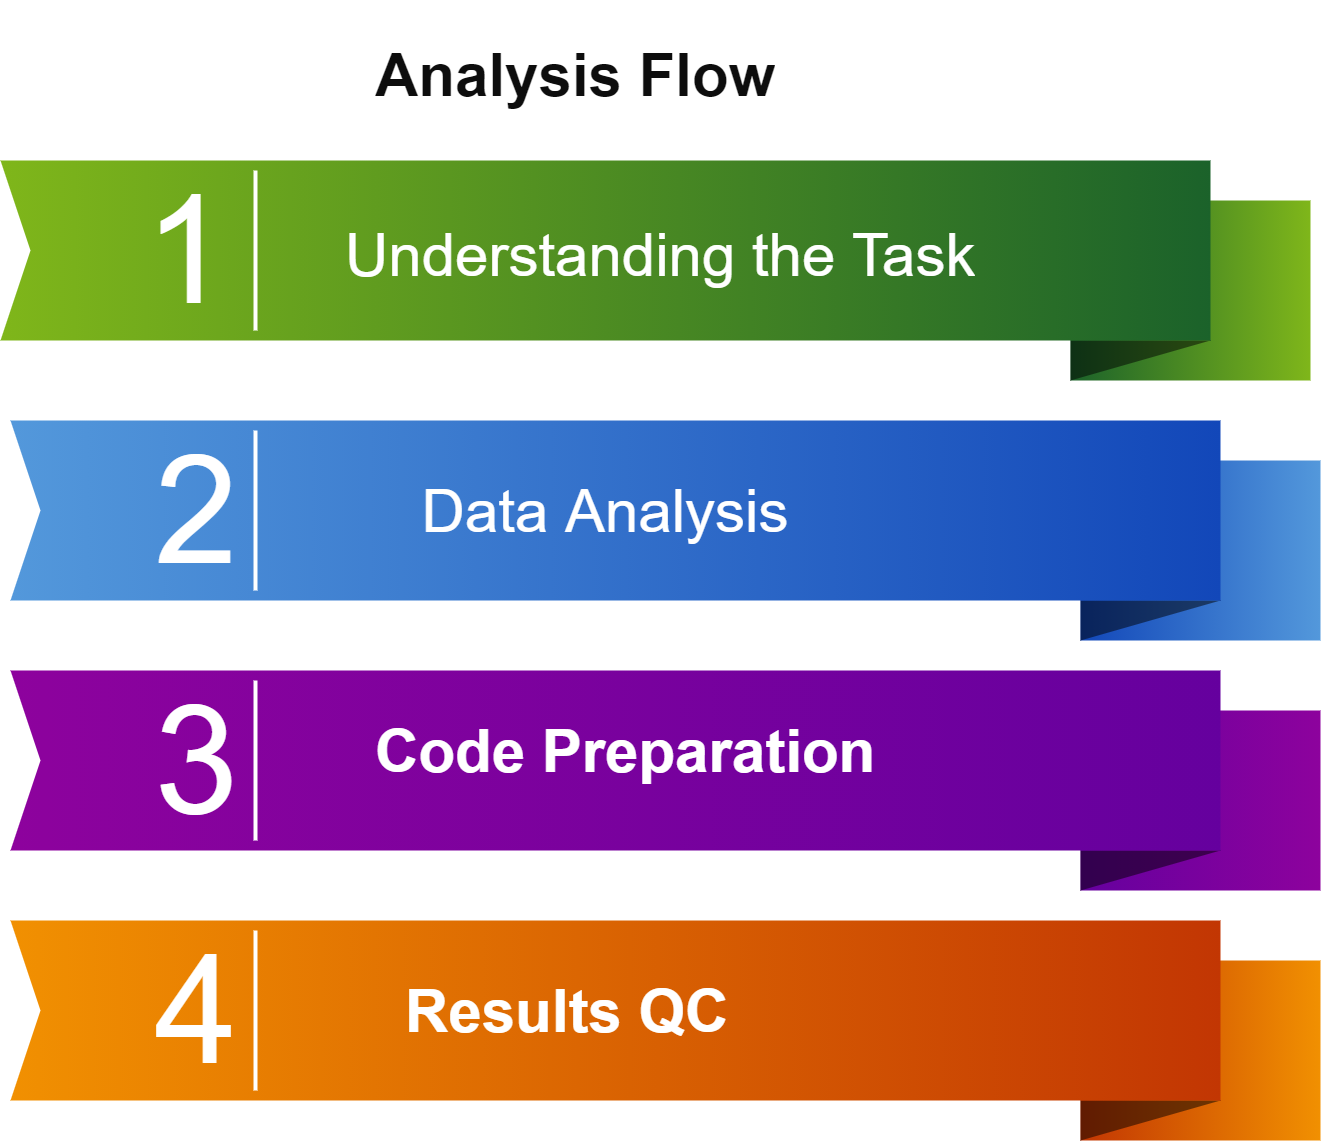 Analysis Flow
1 Understanding the Task
2 Data Analysis
3 Code Preparation
4 Results QC